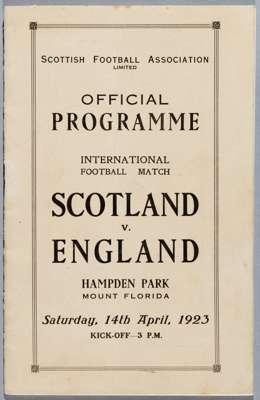 SCOTTISH FOOTBALL ASSOCIATION
LIMITED
OFFICIAL
PROGRAMME
INTERNATIONAL
FOOTBALL MATCH
SCOTLAND
v.
ENGLAND
HAMPDEN PARK
MOUNT FLORIDA
Saturday, 14th April, 1923
KICK-OFF—3 P.M.